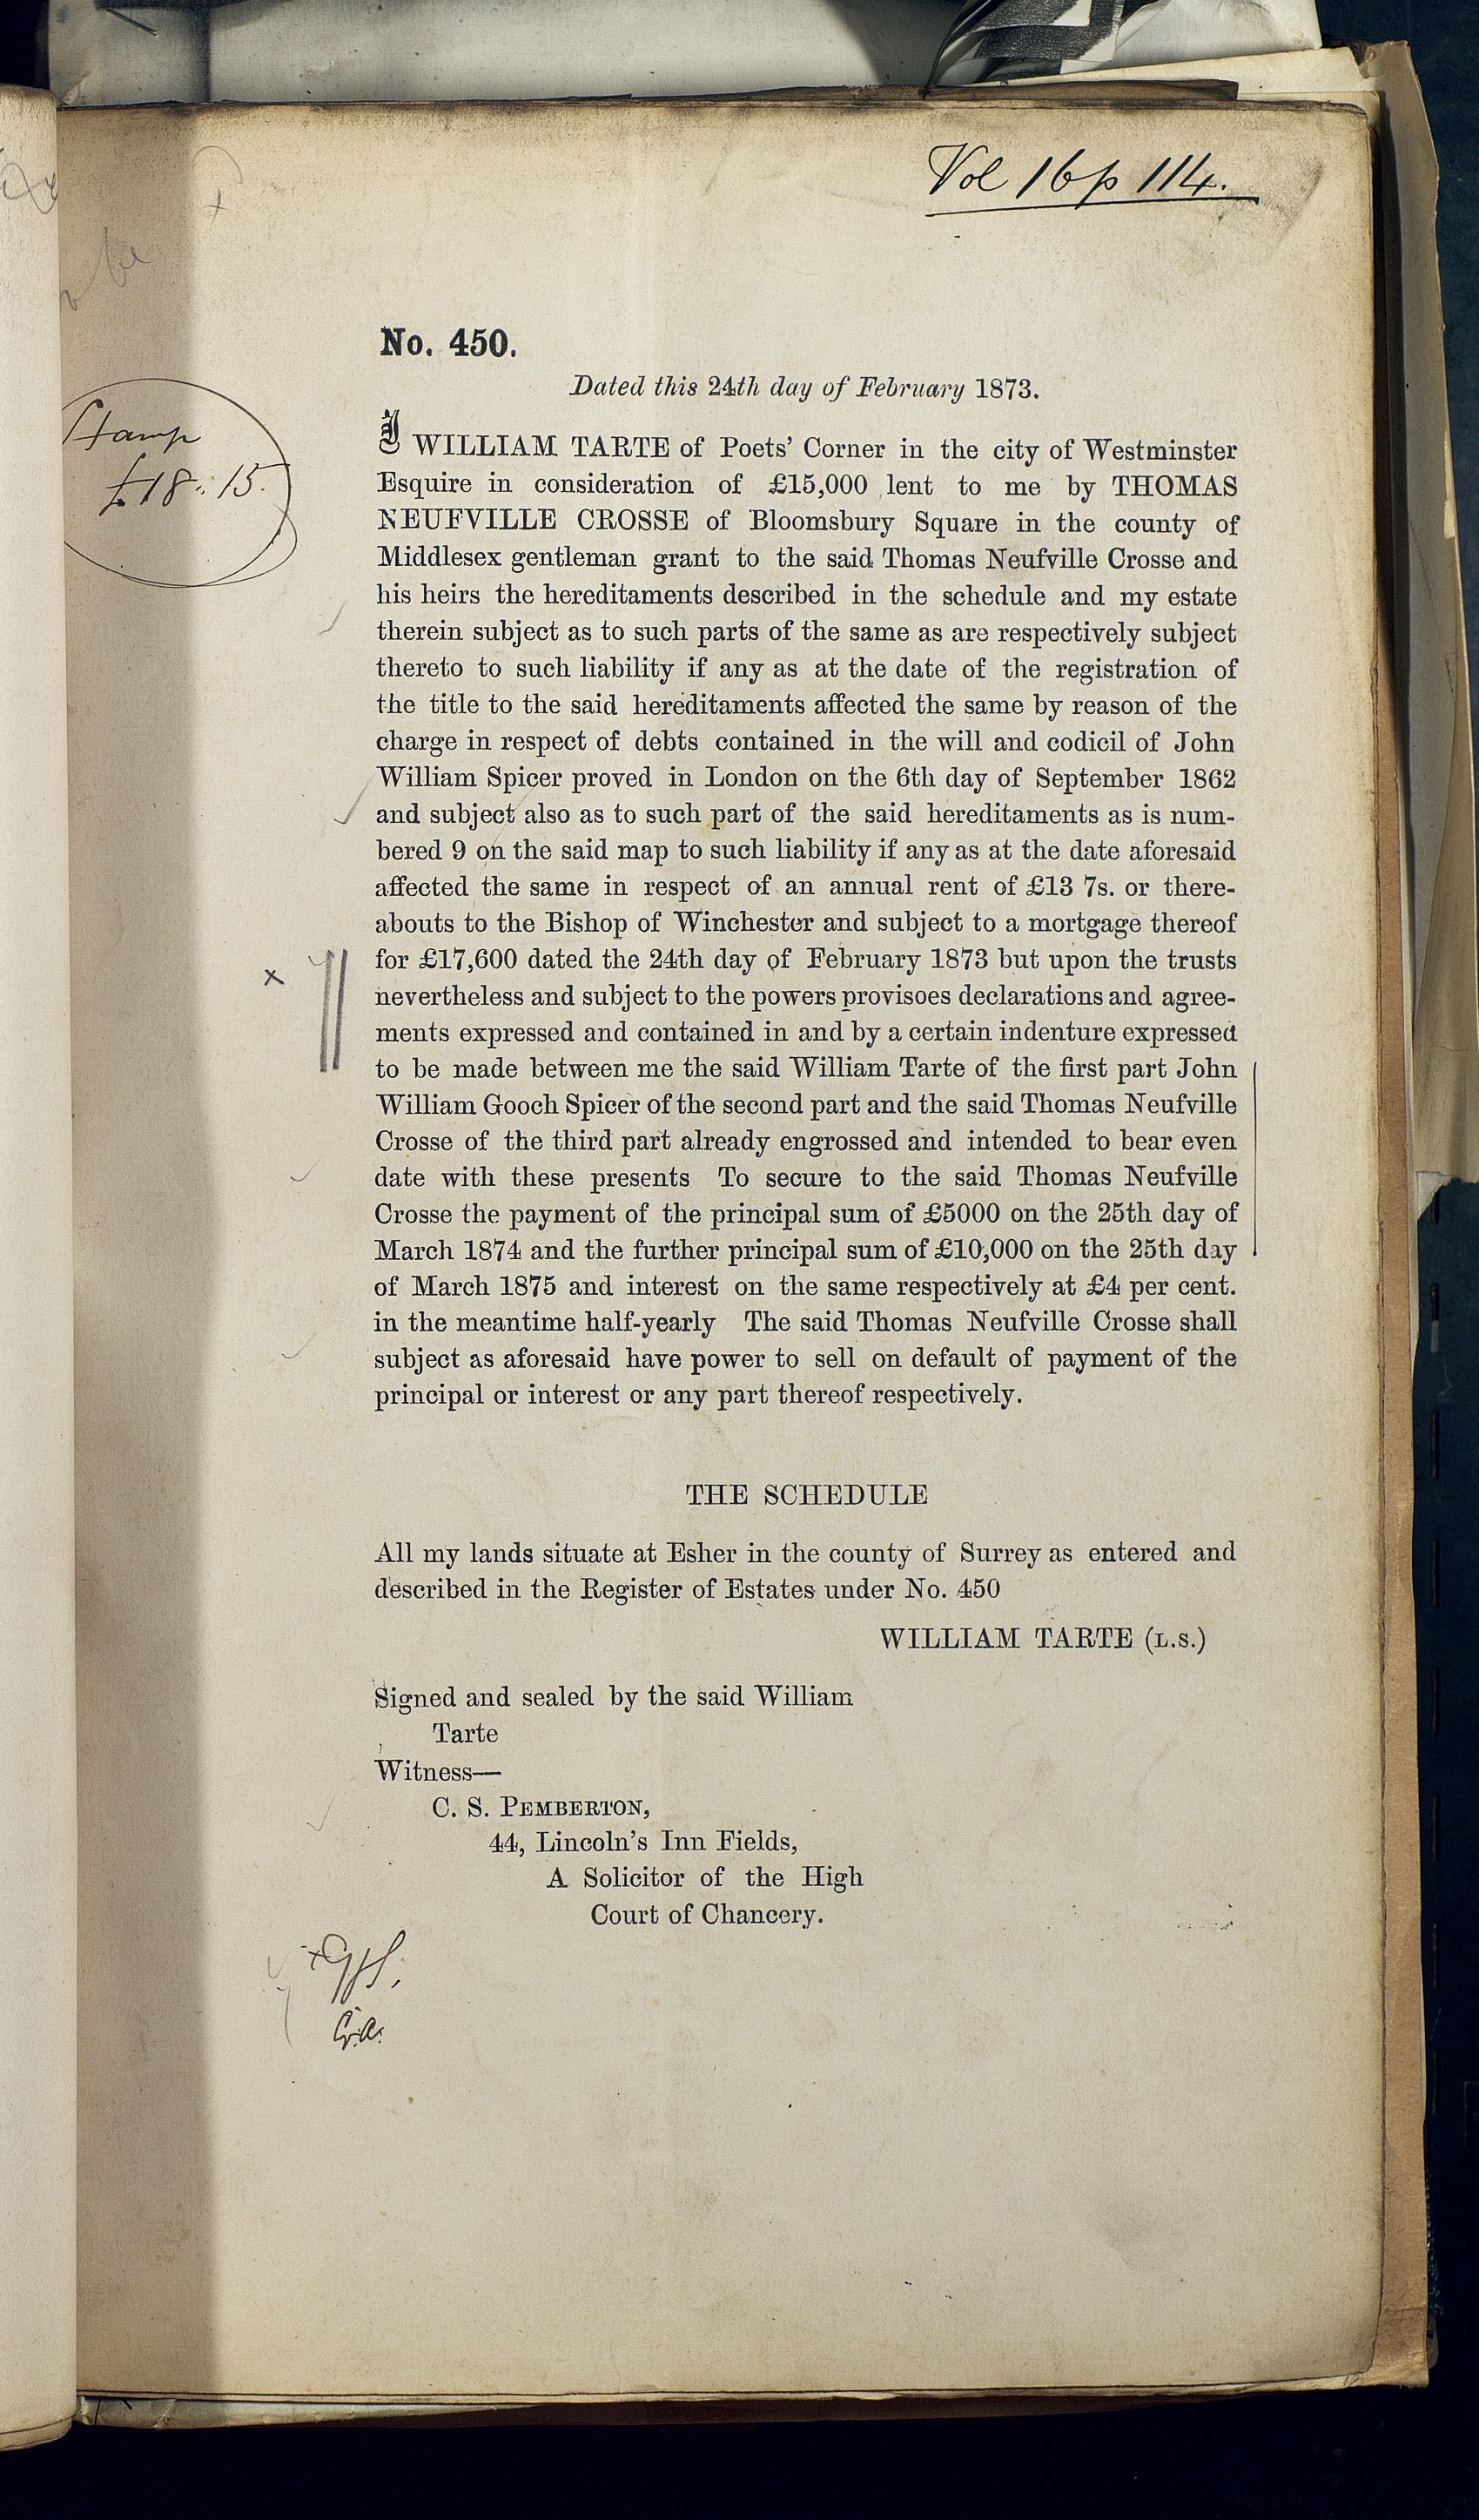 Vol 16 p 114.
No. 450.
Dated this 24th day of February 1873.
Stamp
£18 : 15.
I WILLIAM TARTE of Poets' Corner in the city of Westminster
Esquire in consideration of £15,000 lent to me by THOMAS
NEUFVILLE CROSSE of Bloomsbury Square in the county of
Middlesex gentleman grant to the said Thomas Neufville Crosse and
his heirs the hereditaments described in the schedule and my estate
therein subject as to such parts of the same as are respectively subject
thereto to such liability if any as at the date of the registration of
the title to the said hereditaments affected the same by reason of the
charge in respect of debts contained in the will and codicil of John
William Spicer proved in London on the 6th day of September 1862
and subject also as to such part of the said hereditaments as is num-
bered 9 on the said map to such liability if any as at the date aforesaid
affected the same in respect of an annual rent of £13 7s. or there-
abouts to the Bishop of Winchester and subject to a mortgage thereof
for £17,600 dated the 24th day of February 1873 but upon the trusts
nevertheless and subject to the powers provisoes declarations and agree-
ments expressed and contained in and by a certain indenture expressed
to be made between me the said William Tarte of the first part John
William Gooch Spicer of the second part and the said Thomas Neufville
Crosse of the third part already engrossed and intended to bear even
date with these presents To secure to the said Thomas Neufville
Crosse the payment of the principal sum of £5000 on the 25th day of
March 1874 and the further principal sum of £10,000 on the 25th day
of March 1875 and interest on the same respectively at £4 per cent.
in the meantime half-yearly The said Thomas Neufville Crosse shall
subject as aforesaid have power to sell on default of payment of the
principal or interest or any part thereof respectively.
THE SCHEDULE
All my lands situate at Esher in the county of Surrey as entered and
described in the Register of Estates under No. 450
WILLIAM TARTE (L.S.)
Signed and sealed by the said William
Tarte
Witness—
C. S. PEMBERTON,
44, Lincoln's Inn Fields,
A Solicitor of the High
Court of Chancery.